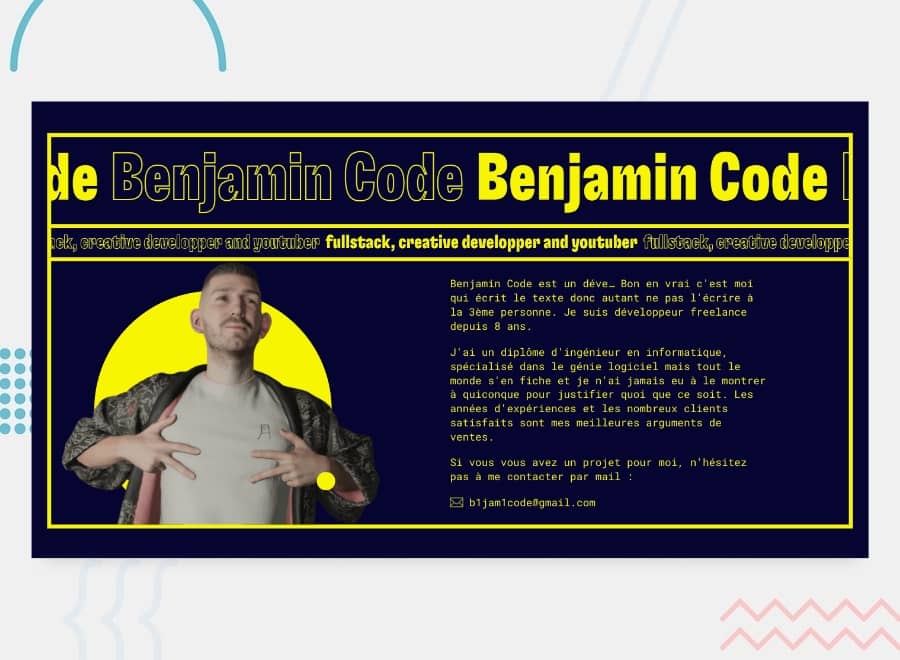 de Benjamin Code Benjamin Code
ck, creative developper and youtuber fullstack, creative developper and youtuber fullstack, creative developpe
Benjamin Code est un déve… Bon en vrai c'est moi
qui écrit le texte donc autant ne pas l'écrire à
la 3ème personne. Je suis développeur freelance
depuis 8 ans.
J'ai un diplôme d'ingénieur en informatique,
spécialisé dans le génie logiciel mais tout le
monde s'en fiche et je n'ai jamais eu à le montrer
à quiconque pour justifier quoi que ce soit. Les
années d'expériences et les nombreux clients
satisfaits sont mes meilleures arguments de
ventes.
Si vous vous avez un projet pour moi, n'hésitez
pas à me contacter par mail :
b1jam1code@gmail.com